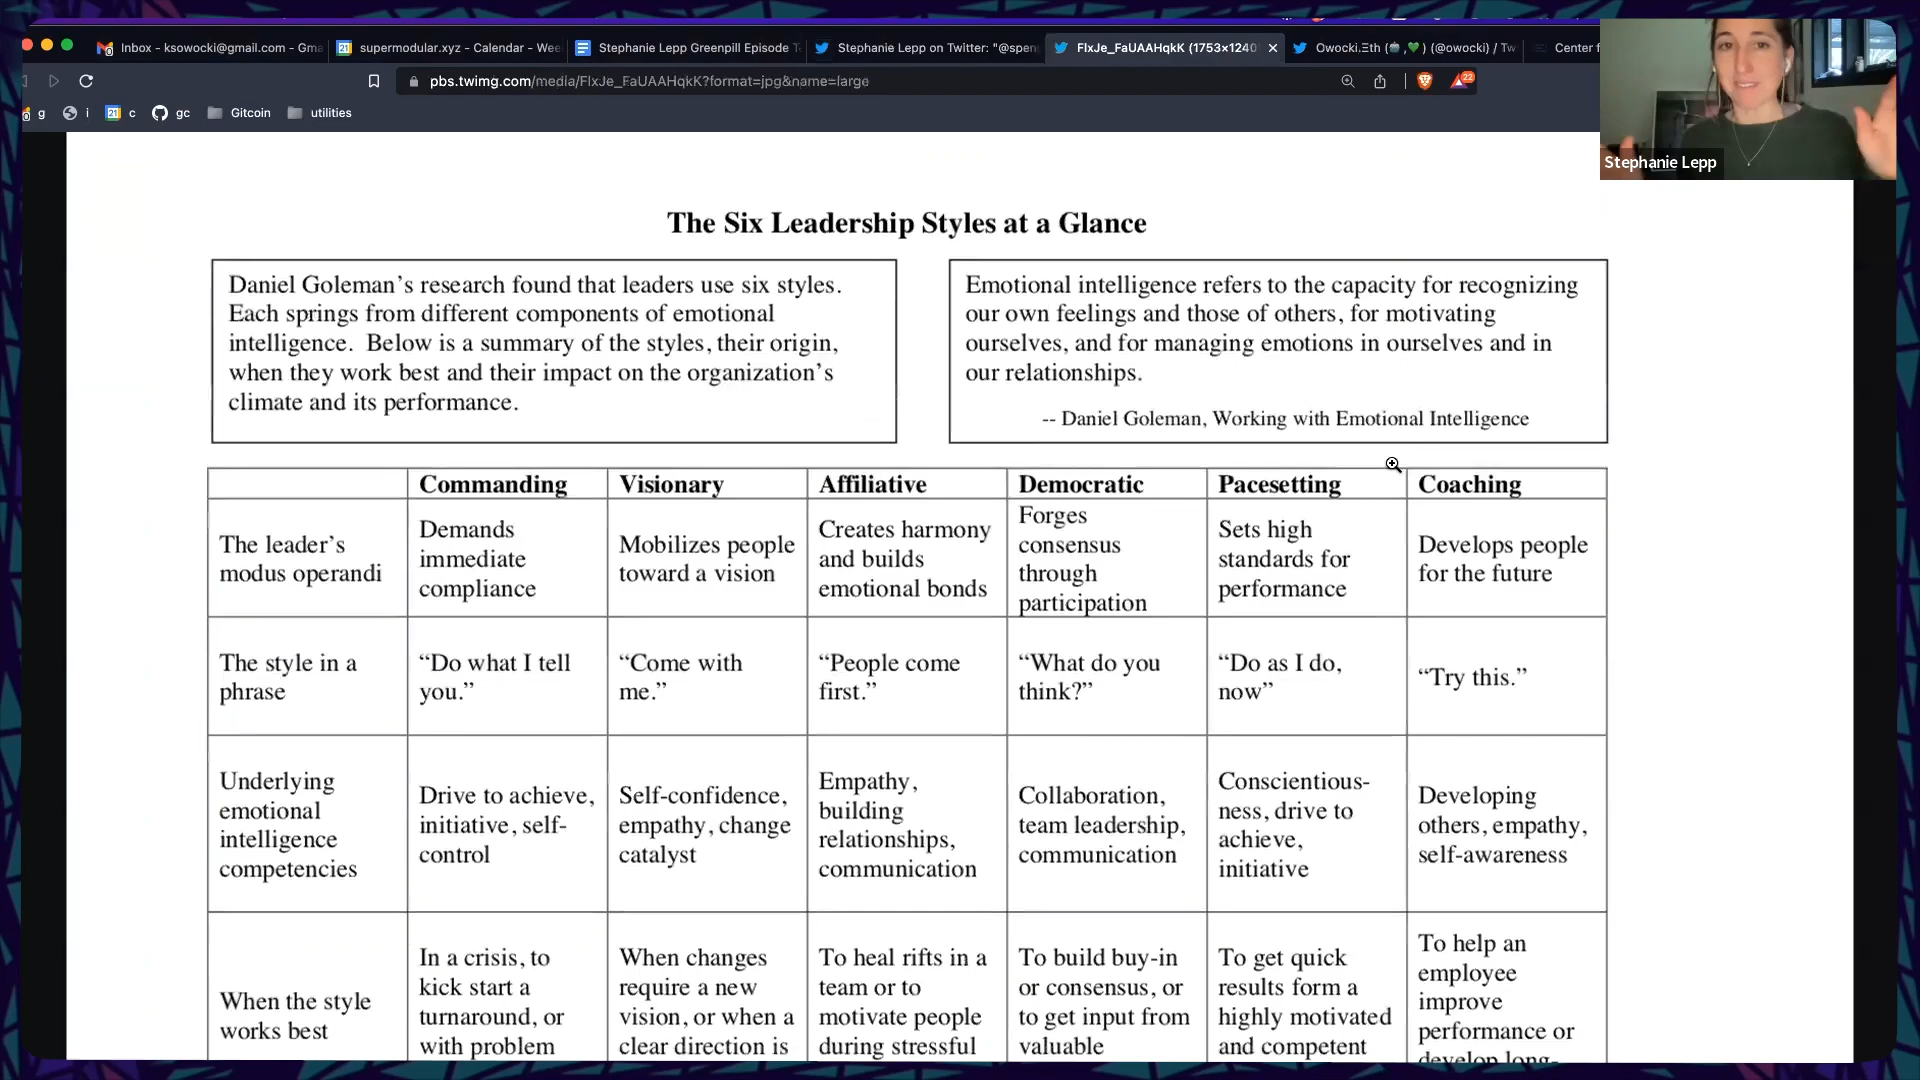 Inbox - ksowocki@gmail.com - Gma
supermodular.xyz - Calendar - Wee
Stephanie Lepp Greenpill Episode T
Stephanie Lepp on Twitter: "@spen
FlxJe_FaUAAHqkK (1753×1240
Owocki.Ξth (🤖,💚) (@owocki) / Tw
Center f
pbs.twimg.com/media/FlxJe_FaUAAHqkK?format=jpg&name=large
22
g
i
21
c
gc
Gitcoin
utilities
Stephanie Lepp
The Six Leadership Styles at a Glance
Daniel Goleman’s research found that leaders use six styles.
Each springs from different components of emotional
intelligence.  Below is a summary of the styles, their origin,
when they work best and their impact on the organization’s
climate and its performance.
Emotional intelligence refers to the capacity for recognizing
our own feelings and those of others, for motivating
ourselves, and for managing emotions in ourselves and in
our relationships.
-- Daniel Goleman, Working with Emotional Intelligence
Commanding
Visionary
Affiliative
Democratic
Pacesetting
Coaching
The leader’s
modus operandi
Demands
immediate
compliance
Mobilizes people
toward a vision
Creates harmony
and builds
emotional bonds
Forges
consensus
through
participation
Sets high
standards for
performance
Develops people
for the future
The style in a
phrase
“Do what I tell
you.”
“Come with
me.”
“People come
first.”
“What do you
think?”
“Do as I do,
now”
“Try this.”
Underlying
emotional
intelligence
competencies
Drive to achieve,
initiative, self-
control
Self-confidence,
empathy, change
catalyst
Empathy,
building
relationships,
communication
Collaboration,
team leadership,
communication
Conscientious-
ness, drive to
achieve,
initiative
Developing
others, empathy,
self-awareness
When the style
works best
In a crisis, to
kick start a
turnaround, or
with problem
When changes
require a new
vision, or when a
clear direction is
To heal rifts in a
team or to
motivate people
during stressful
To build buy-in
or consensus, or
to get input from
valuable
To get quick
results form a
highly motivated
and competent
To help an
employee
improve
performance or
develop long-